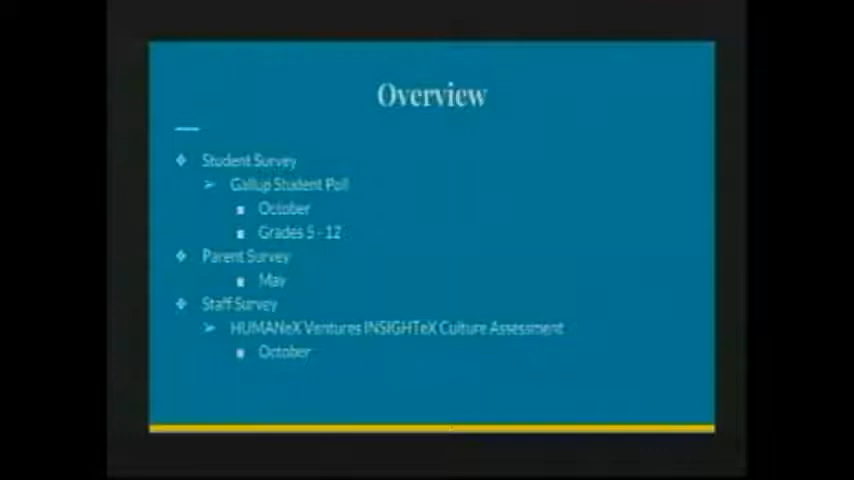 Overview
Student Survey
Gallup Student Poll
October
Grades 5 - 12
Parent Survey
May
Staff Survey
HUMANeX Ventures INSIGHTeX Culture Assessment
October